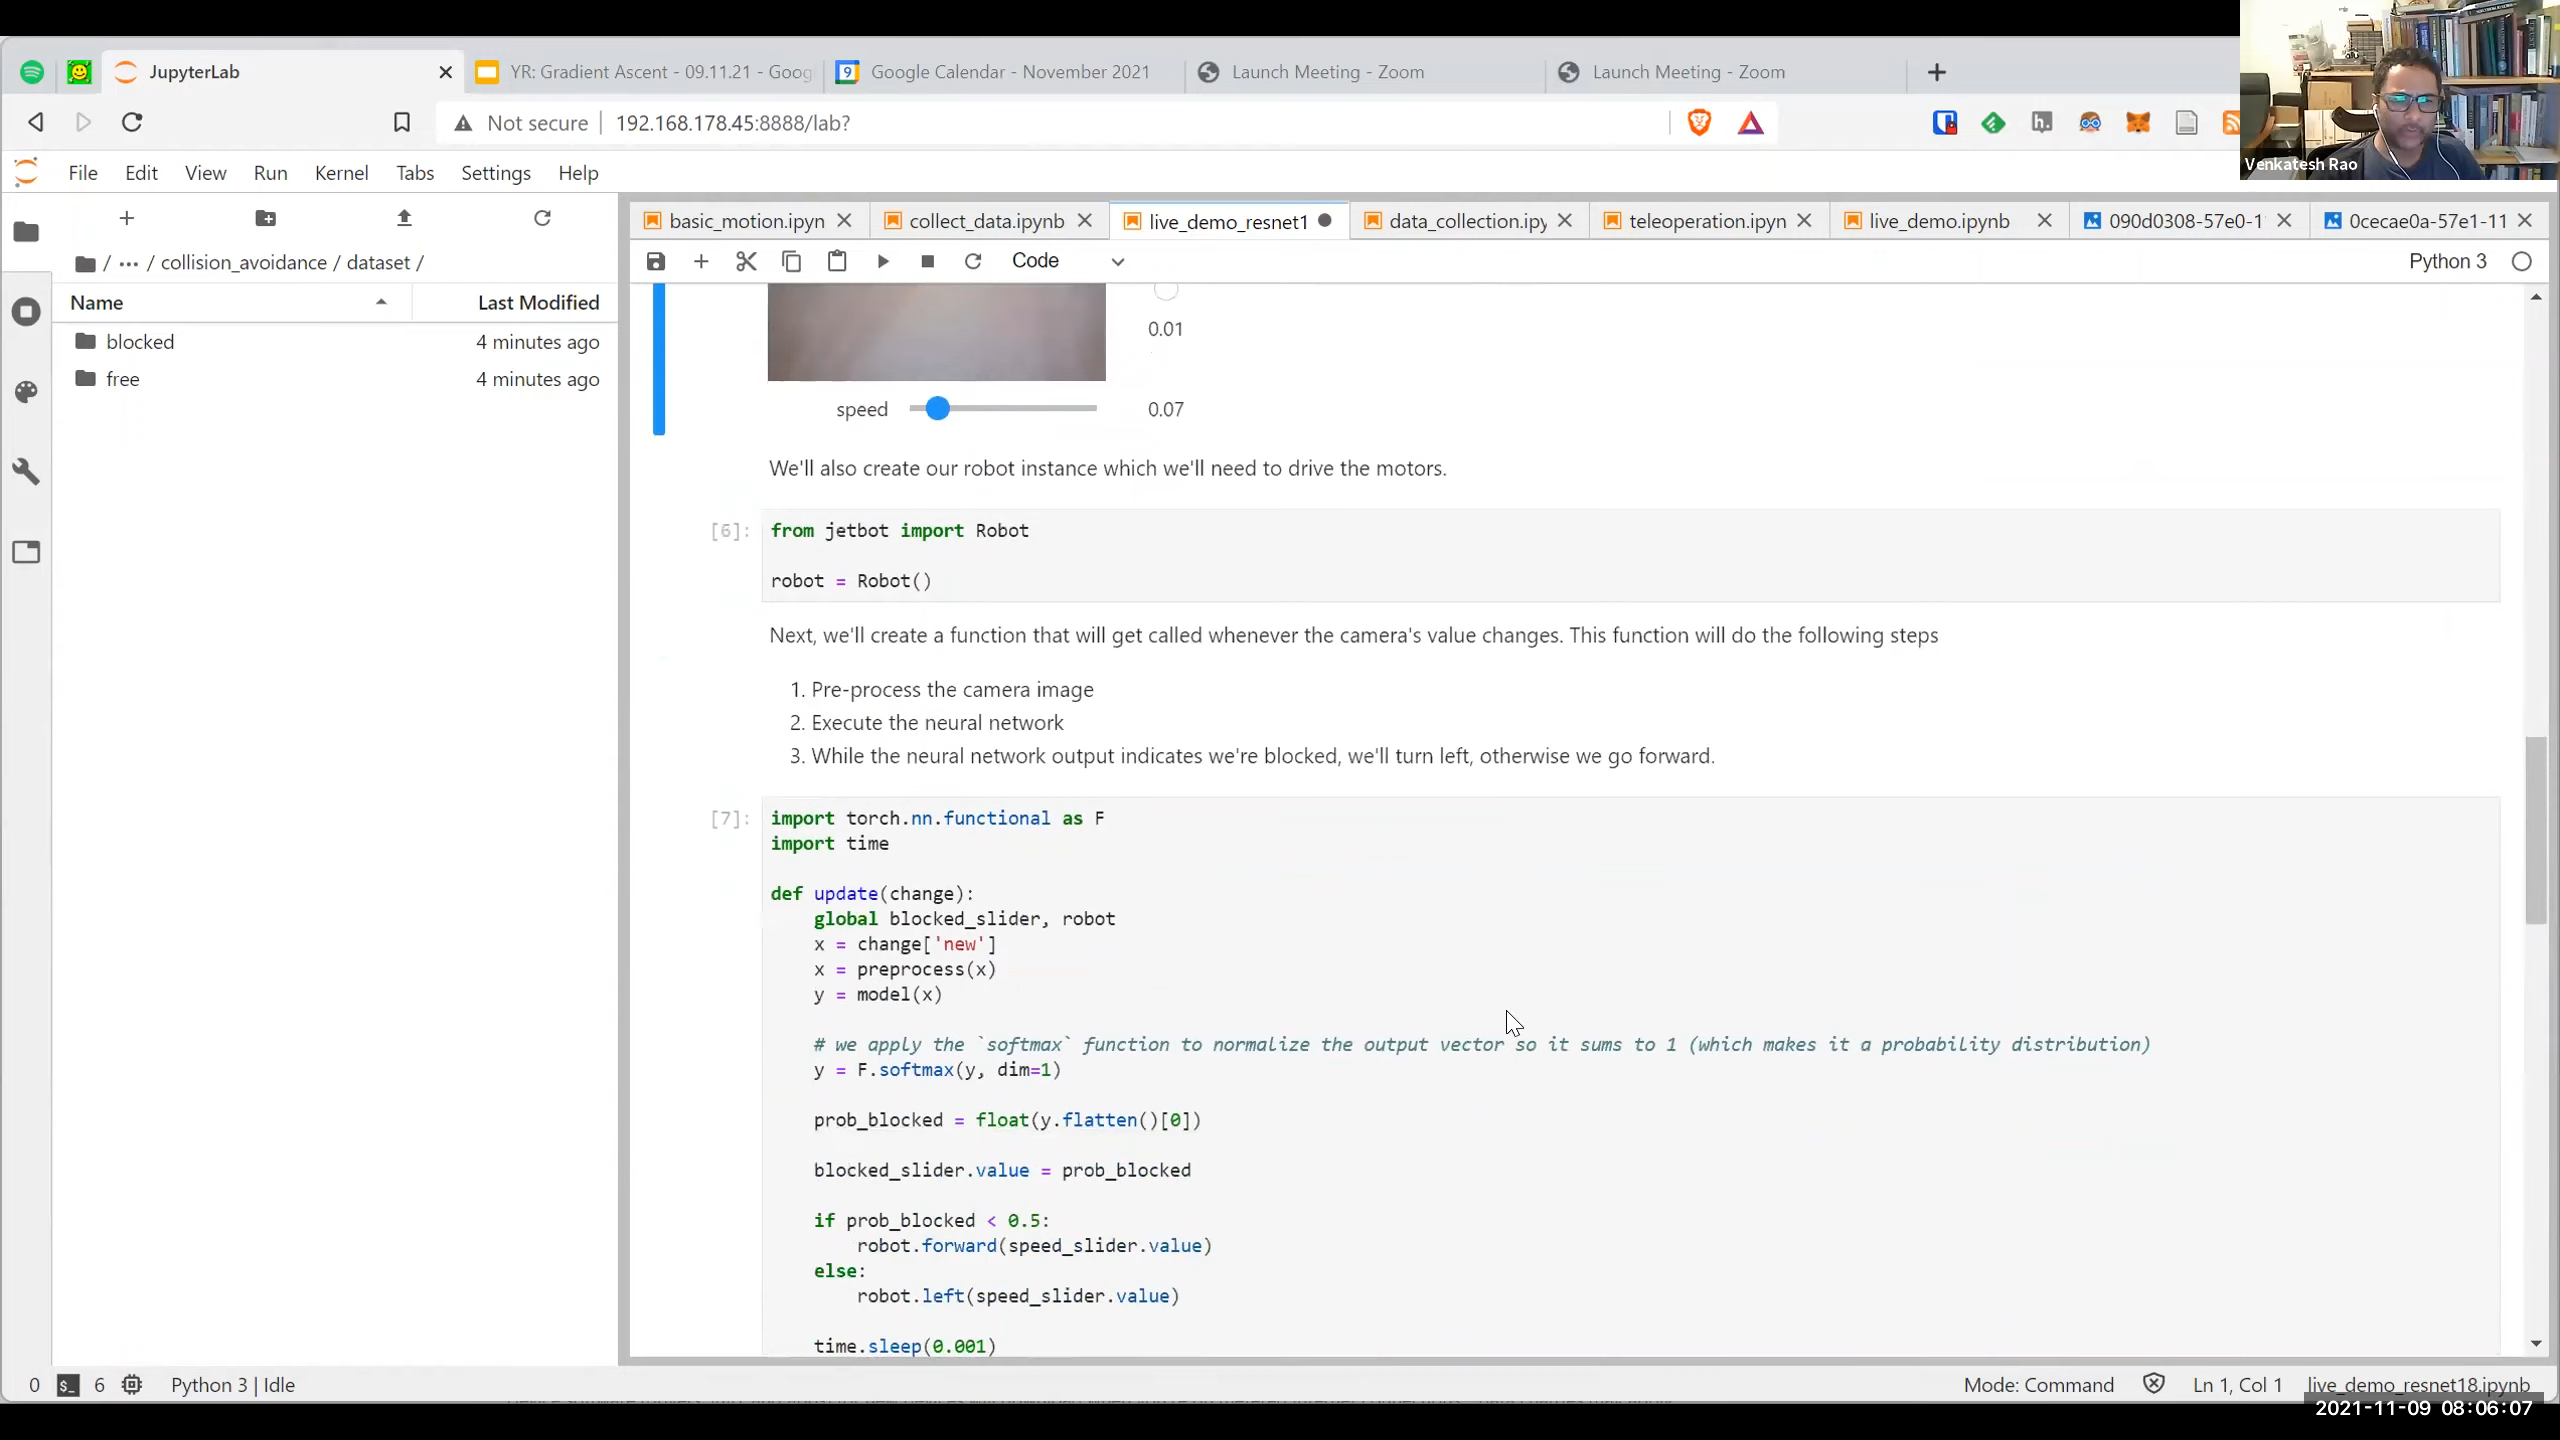 JupyterLab
YR: Gradient Ascent - 09.11.21 - Goog
9
Google Calendar - November 2021
Launch Meeting - Zoom
Launch Meeting - Zoom
Not secure
192.168.178.45:8888/lab?
h.
Venkatesh Rao
File Edit View Run Kernel Tabs Settings Help
basic_motion.ipyn
collect_data.ipynb
live_demo_resnet1
data_collection.ipy
teleoperation.ipyn
live_demo.ipynb
090d0308-57e0-1
0cecae0a-57e1-11
/ ··· / collision_avoidance / dataset /
Code
Python 3
Name
Last Modified
blocked
4 minutes ago
free
4 minutes ago
0.01
speed
0.07
We'll also create our robot instance which we'll need to drive the motors.
[6]:
from jetbot import Robot
robot = Robot()
Next, we'll create a function that will get called whenever the camera's value changes. This function will do the following steps
1. Pre-process the camera image
2. Execute the neural network
3. While the neural network output indicates we're blocked, we'll turn left, otherwise we go forward.
[7]:
import torch.nn.functional as F
import time
def update(change):
global blocked_slider, robot
x = change['new']
x = preprocess(x)
y = model(x)
# we apply the `softmax` function to normalize the output vector so it sums to 1 (which makes it a probability distribution)
y = F.softmax(y, dim=1)
prob_blocked = float(y.flatten()[0])
blocked_slider.value = prob_blocked
if prob_blocked < 0.5:
robot.forward(speed_slider.value)
else:
robot.left(speed_slider.value)
time.sleep(0.001)
0
$_
6
Python 3 | Idle
Mode: Command
Ln 1, Col 1
live_demo_resnet18.ipynb
2021-11-09 08:06:07